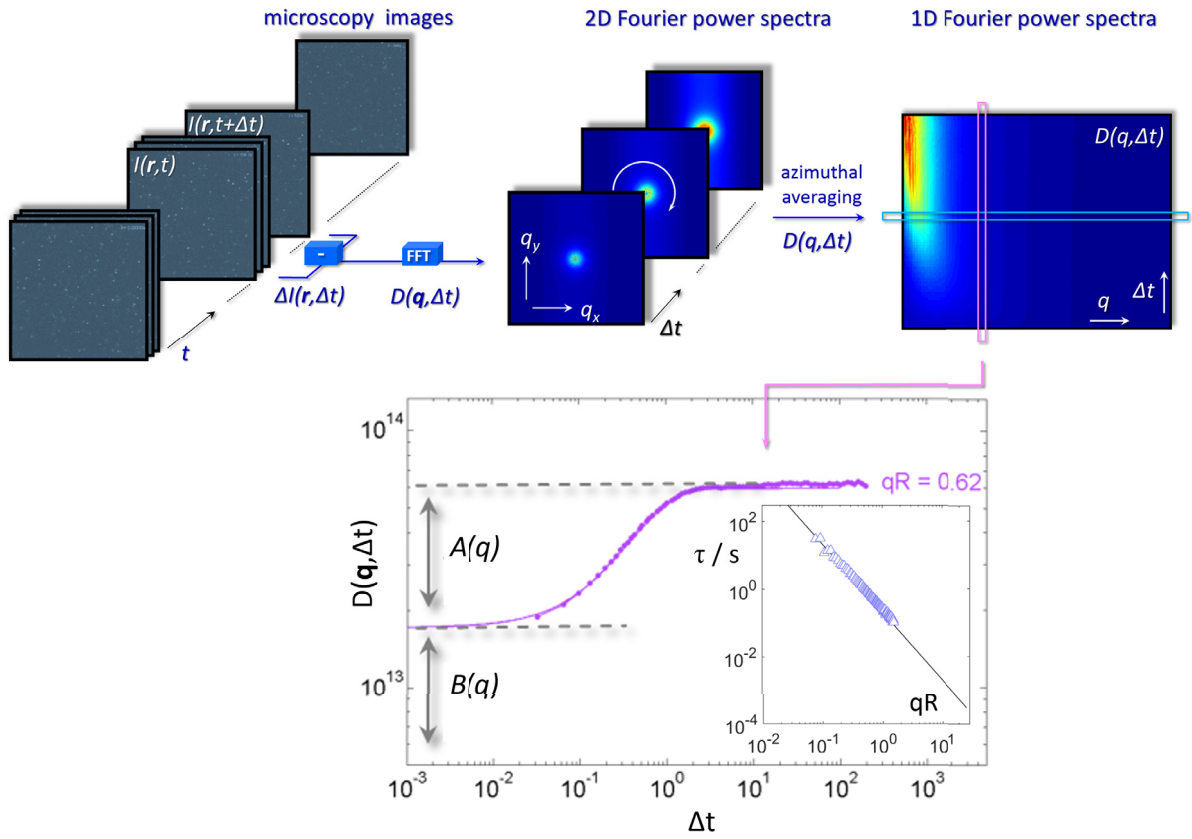 microscopy images
2D Fourier power spectra
1D Fourier power spectra
I(r,t+Δt)
I(r,t)
t
-
FFT
ΔI(r,Δt)
D(q,Δt)
q_y
q_x
Δt
azimuthal
averaging
D(q,Δt)
D(q,Δt)
q
Δt
10^14
10^13
D(q,Δt)
A(q)
B(q)
qR = 0.62
τ / s
10^2
10^0
10^-2
10^-4
qR
10^-2
10^-1
10^0
10^1
10^-3
10^-2
10^-1
10^0
10^1
10^2
10^3
Δt